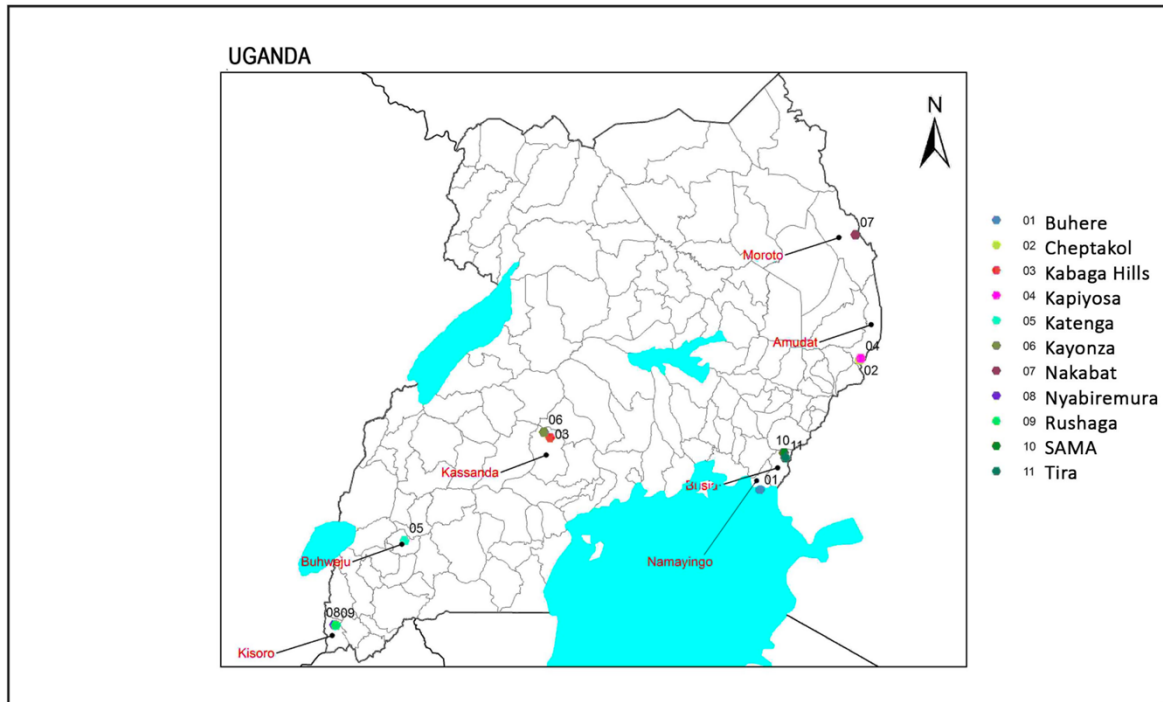 UGANDA
N
07
Moroto
Amudat
04
02
06
03
Kassanda
10
11
Busia
01
Namayingo
05
Buhweju
0809
Kisoro
01 Buhere
02 Cheptakol
03 Kabaga Hills
04 Kapiyosa
05 Katenga
06 Kayonza
07 Nakabat
08 Nyabiremura
09 Rushaga
10 SAMA
11 Tira